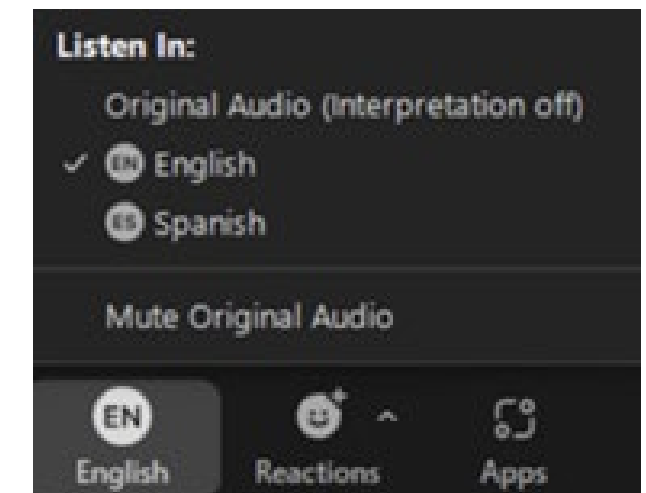 Listen In:
Original Audio (Interpretation off)
EN English
ES Spanish
Mute Original Audio
EN
English Reactions Apps